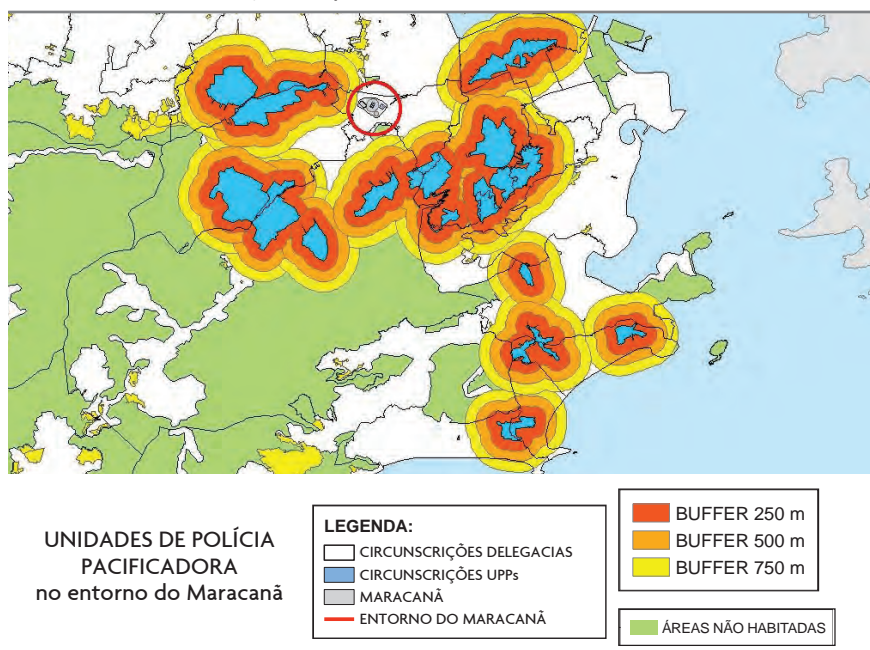 UNIDADES DE POLÍCIA
PACIFICADORA
no entorno do Maracanã
LEGENDA:
CIRCUNSCRIÇÕES DELEGACIAS
CIRCUNSCRIÇÕES UPPs
MARACANÃ
ENTORNO DO MARACANÃ
BUFFER 250 m
BUFFER 500 m
BUFFER 750 m
ÁREAS NÃO HABITADAS